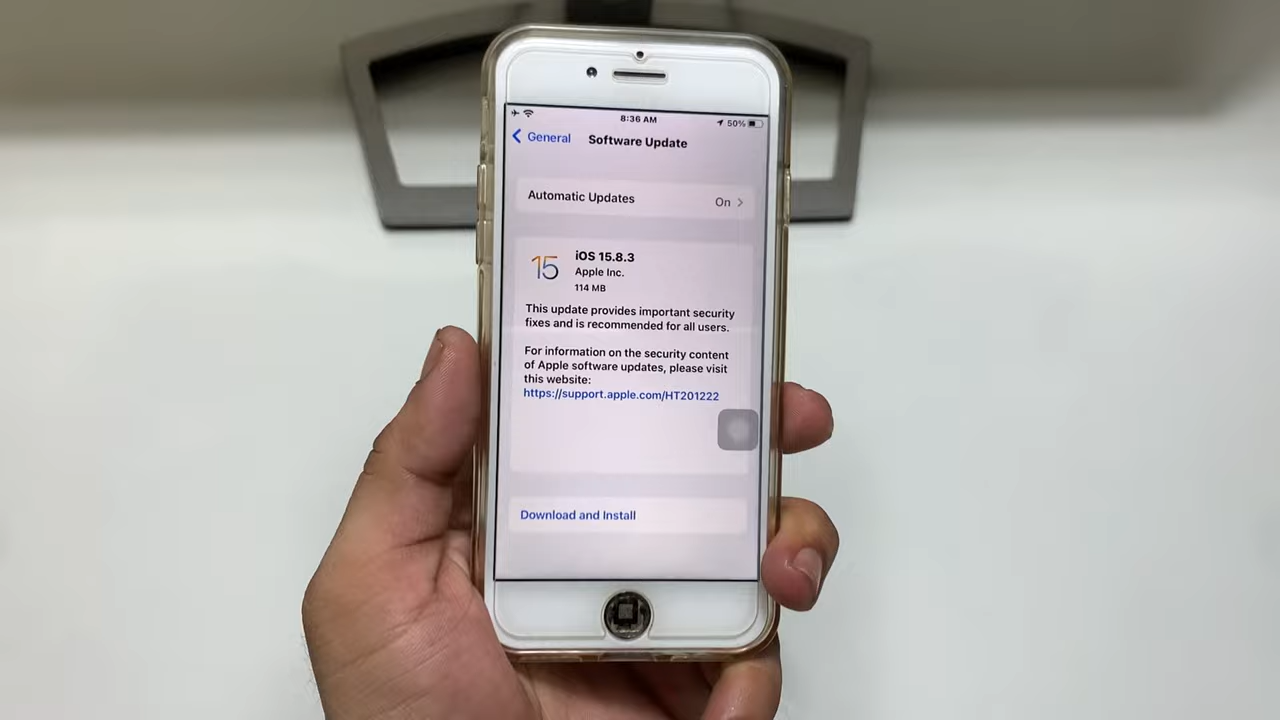 8:36 AM
50%
General
Software Update
Automatic Updates
On
15
iOS 15.8.3
Apple Inc.
114 MB
This update provides important security
fixes and is recommended for all users.
For information on the security content
of Apple software updates, please visit
this website:
https://support.apple.com/HT201222
Download and Install